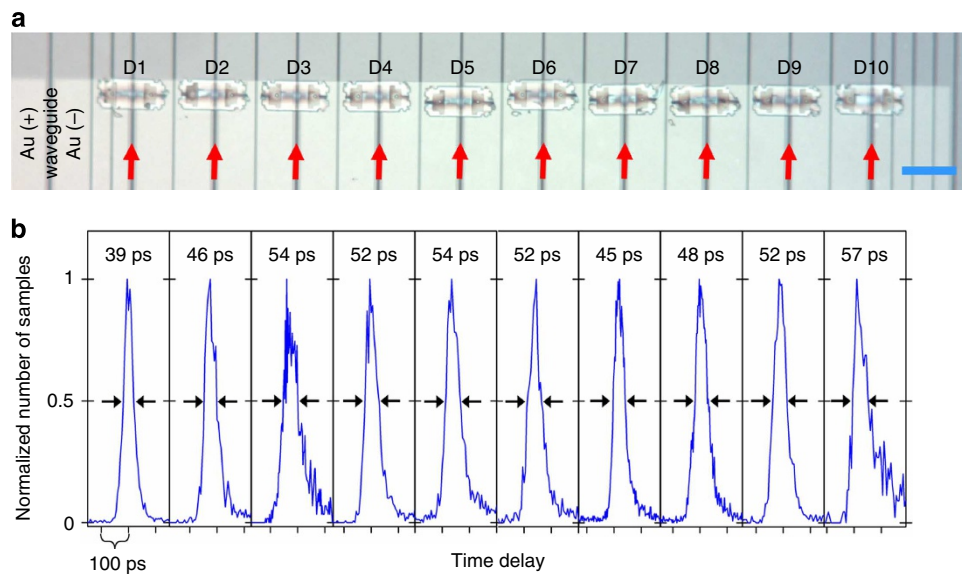 a
D1 D2 D3 D4 D5 D6 D7 D8 D9 D10
Au (+)
waveguide
Au (–)
b
39 ps 46 ps 54 ps 52 ps 54 ps 52 ps 45 ps 48 ps 52 ps 57 ps
Normalized number of samples
1
0.5
0
100 ps
Time delay